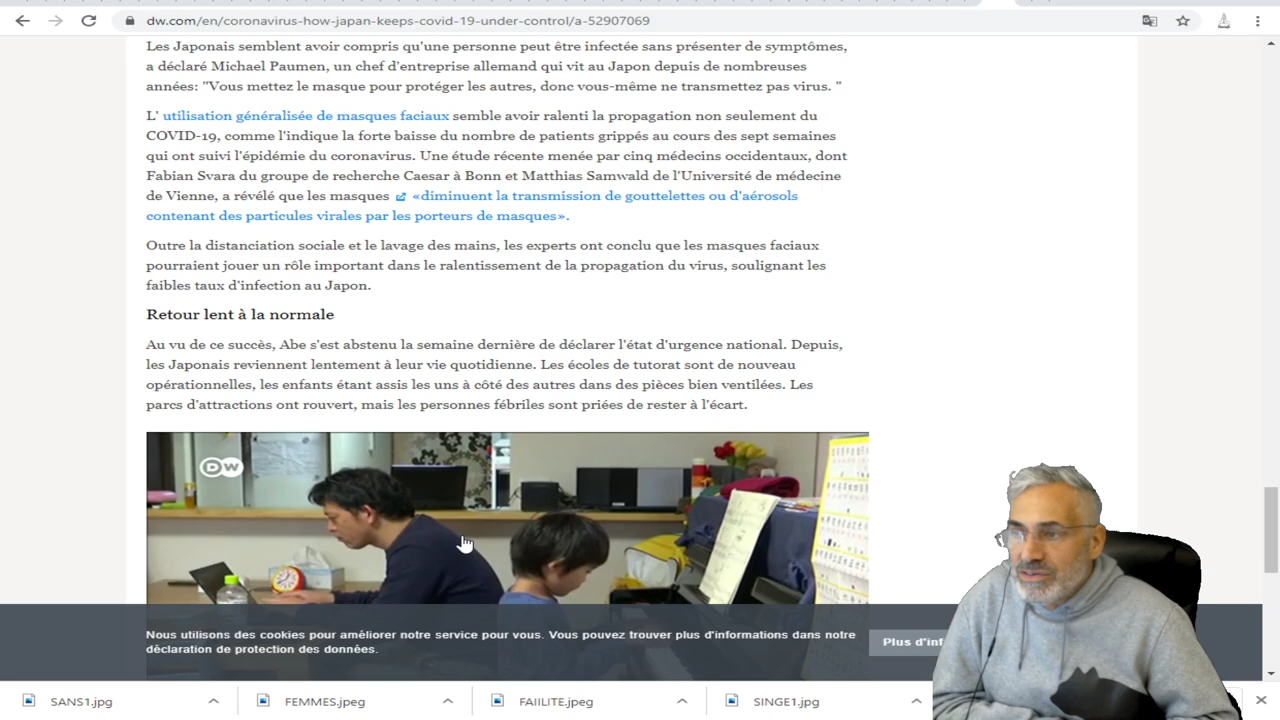 dw.com/en/coronavirus-how-japan-keeps-covid-19-under-control/a-52907069
Les Japonais semblent avoir compris qu'une personne peut être infectée sans présenter de symptômes,
a déclaré Michael Paumen, un chef d'entreprise allemand qui vit au Japon depuis de nombreuses
années: "Vous mettez le masque pour protéger les autres, donc vous-même ne transmettez pas virus. "
L' utilisation généralisée de masques faciaux semble avoir ralenti la propagation non seulement du
COVID-19, comme l'indique la forte baisse du nombre de patients grippés au cours des sept semaines
qui ont suivi l'épidémie du coronavirus. Une étude récente menée par cinq médecins occidentaux, dont
Fabian Svara du groupe de recherche Caesar à Bonn et Matthias Samwald de l'Université de médecine
de Vienne, a révélé que les masques «diminuent la transmission de gouttelettes ou d'aérosols
contenant des particules virales par les porteurs de masques».
Outre la distanciation sociale et le lavage des mains, les experts ont conclu que les masques faciaux
pourraient jouer un rôle important dans le ralentissement de la propagation du virus, soulignant les
faibles taux d'infection au Japon.
Retour lent à la normale
Au vu de ce succès, Abe s'est abstenu la semaine dernière de déclarer l'état d'urgence national. Depuis,
les Japonais reviennent lentement à leur vie quotidienne. Les écoles de tutorat sont de nouveau
opérationnelles, les enfants étant assis les uns à côté des autres dans des pièces bien ventilées. Les
parcs d'attractions ont rouvert, mais les personnes fébriles sont priées de rester à l'écart.
DW
Nous utilisons des cookies pour améliorer notre service pour vous. Vous pouvez trouver plus d'informations dans notre
déclaration de protection des données.
Plus d'inf
SANS1.jpg
FEMMES.jpeg
FAIILITE.jpeg
SINGE1.jpg